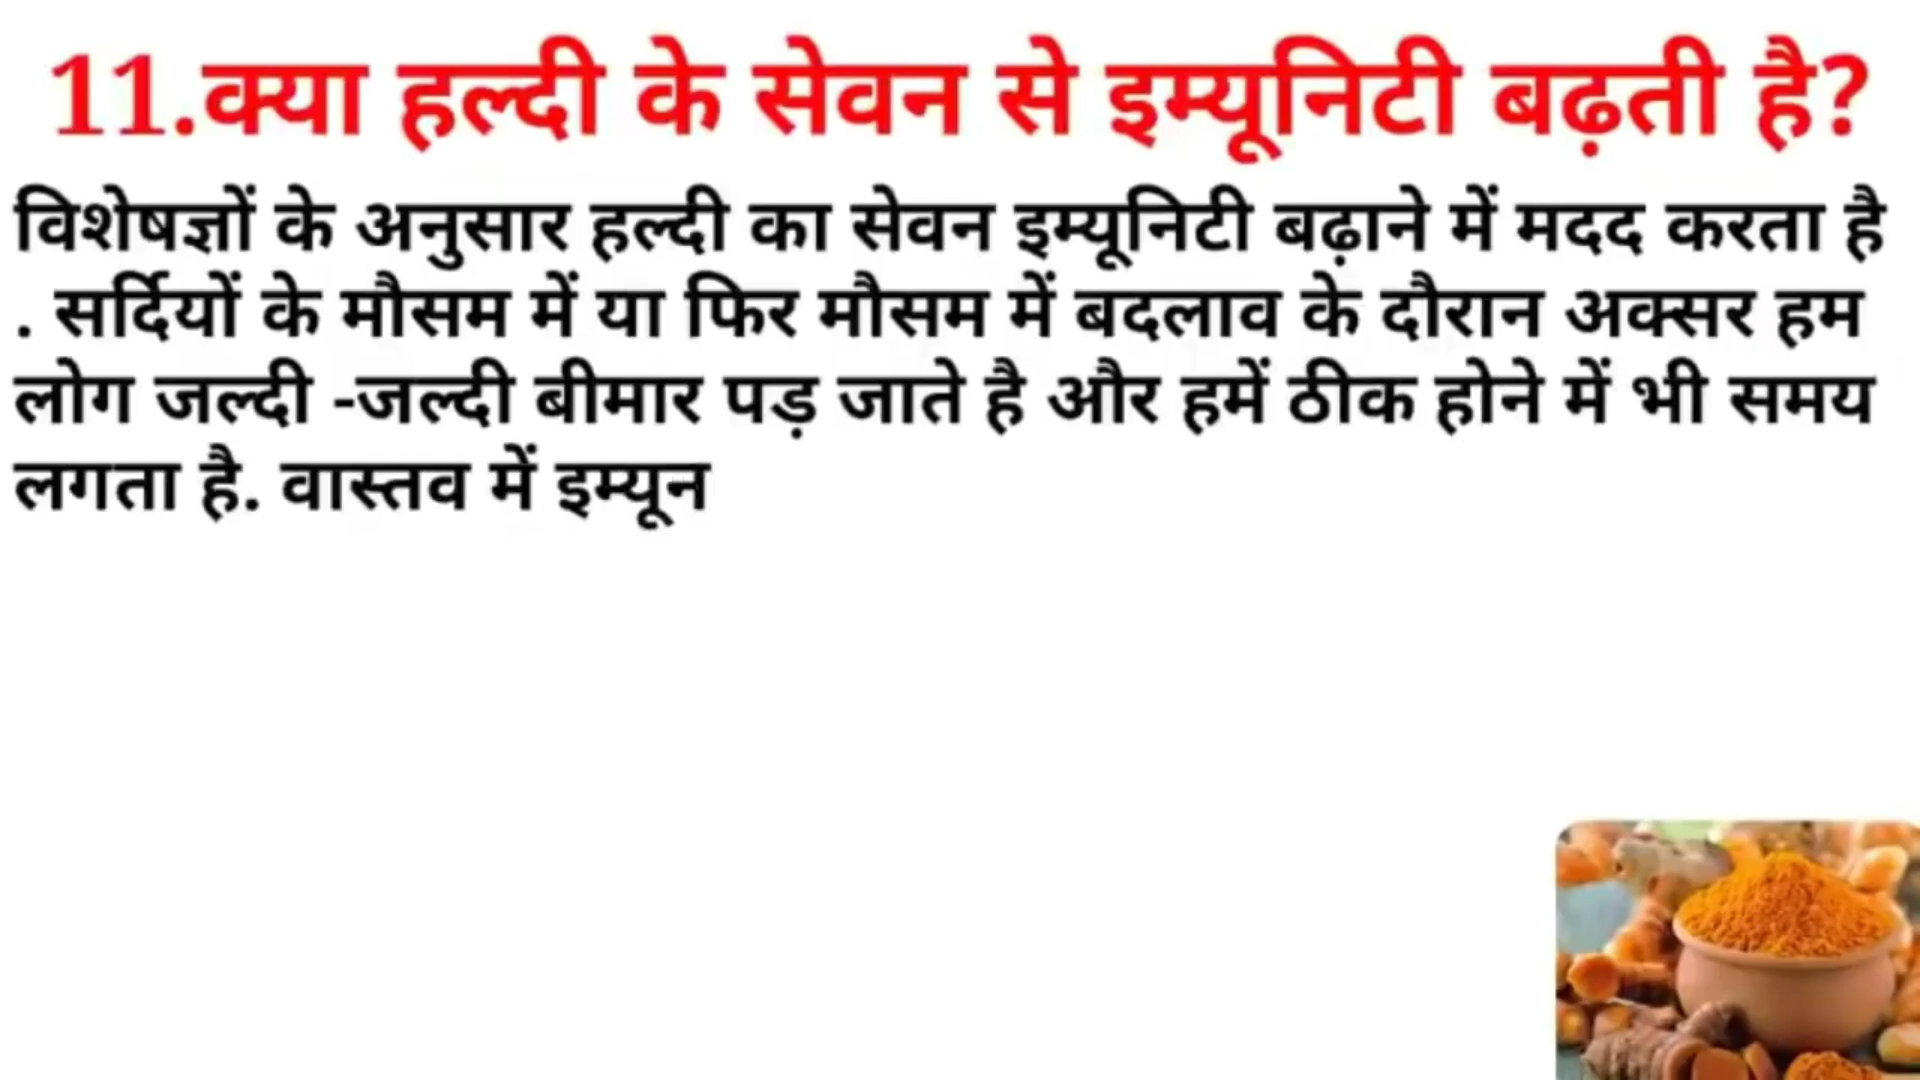 11.क्या हल्दी के सेवन से इम्यूनिटी बढ़ती है?
विशेषज्ञों के अनुसार हल्दी का सेवन इम्यूनिटी बढ़ाने में मदद करता है
. सर्दियों के मौसम में या फिर मौसम में बदलाव के दौरान अक्सर हम
लोग जल्दी -जल्दी बीमार पड़ जाते है और हमें ठीक होने में भी समय
लगता है. वास्तव में इम्यून